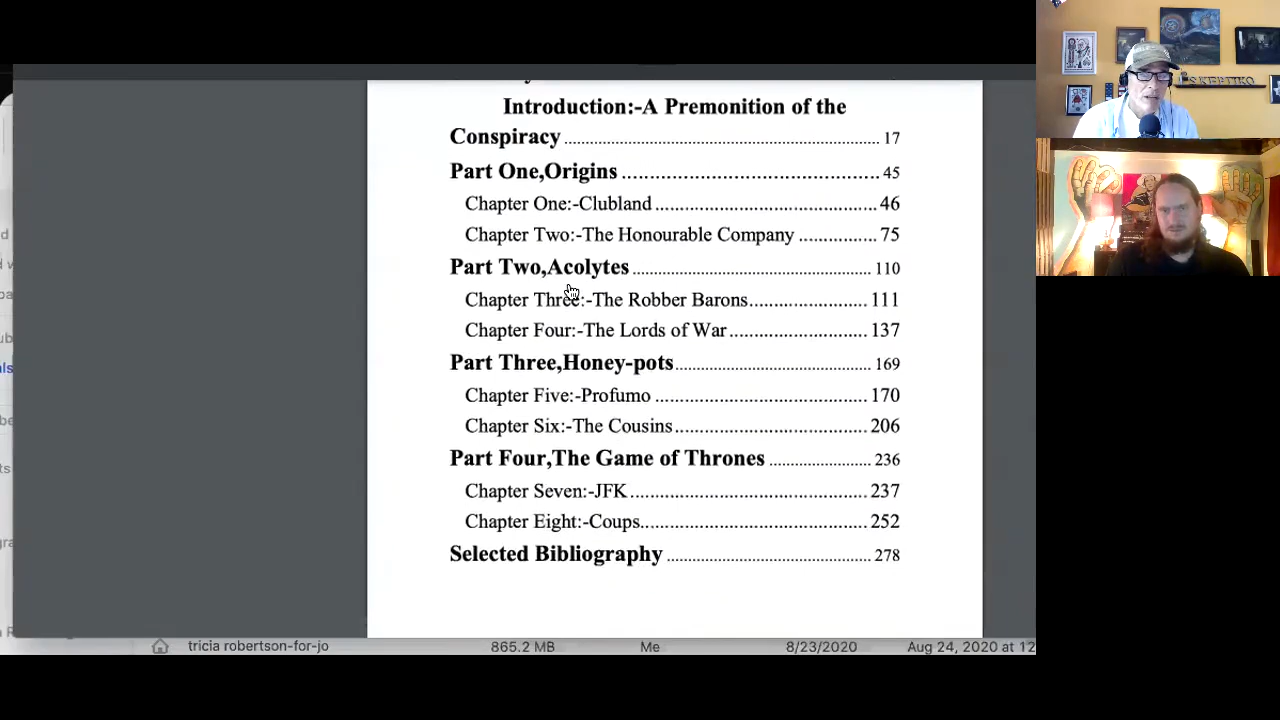 Introduction:-A Premonition of the
Conspiracy ........................................................................ 17
Part One,Origins ................................................... 45
Chapter One:-Clubland ............................................. 46
Chapter Two:-The Honourable Company ................ 75
Part Two,Acolytes ....................................................... 110
Chapter Three:-The Robber Barons........................ 111
Chapter Four:-The Lords of War ............................ 137
Part Three,Honey-pots.............................................. 169
Chapter Five:-Profumo ........................................... 170
Chapter Six:-The Cousins....................................... 206
Part Four,The Game of Thrones ....................... 236
Chapter Seven:-JFK ................................................. 237
Chapter Eight:-Coups............................................... 252
Selected Bibliography .............................................. 278
tricia robertson-for-jo 865.2 MB Me 8/23/2020 Aug 24, 2020 at 12
SKEPTIKO